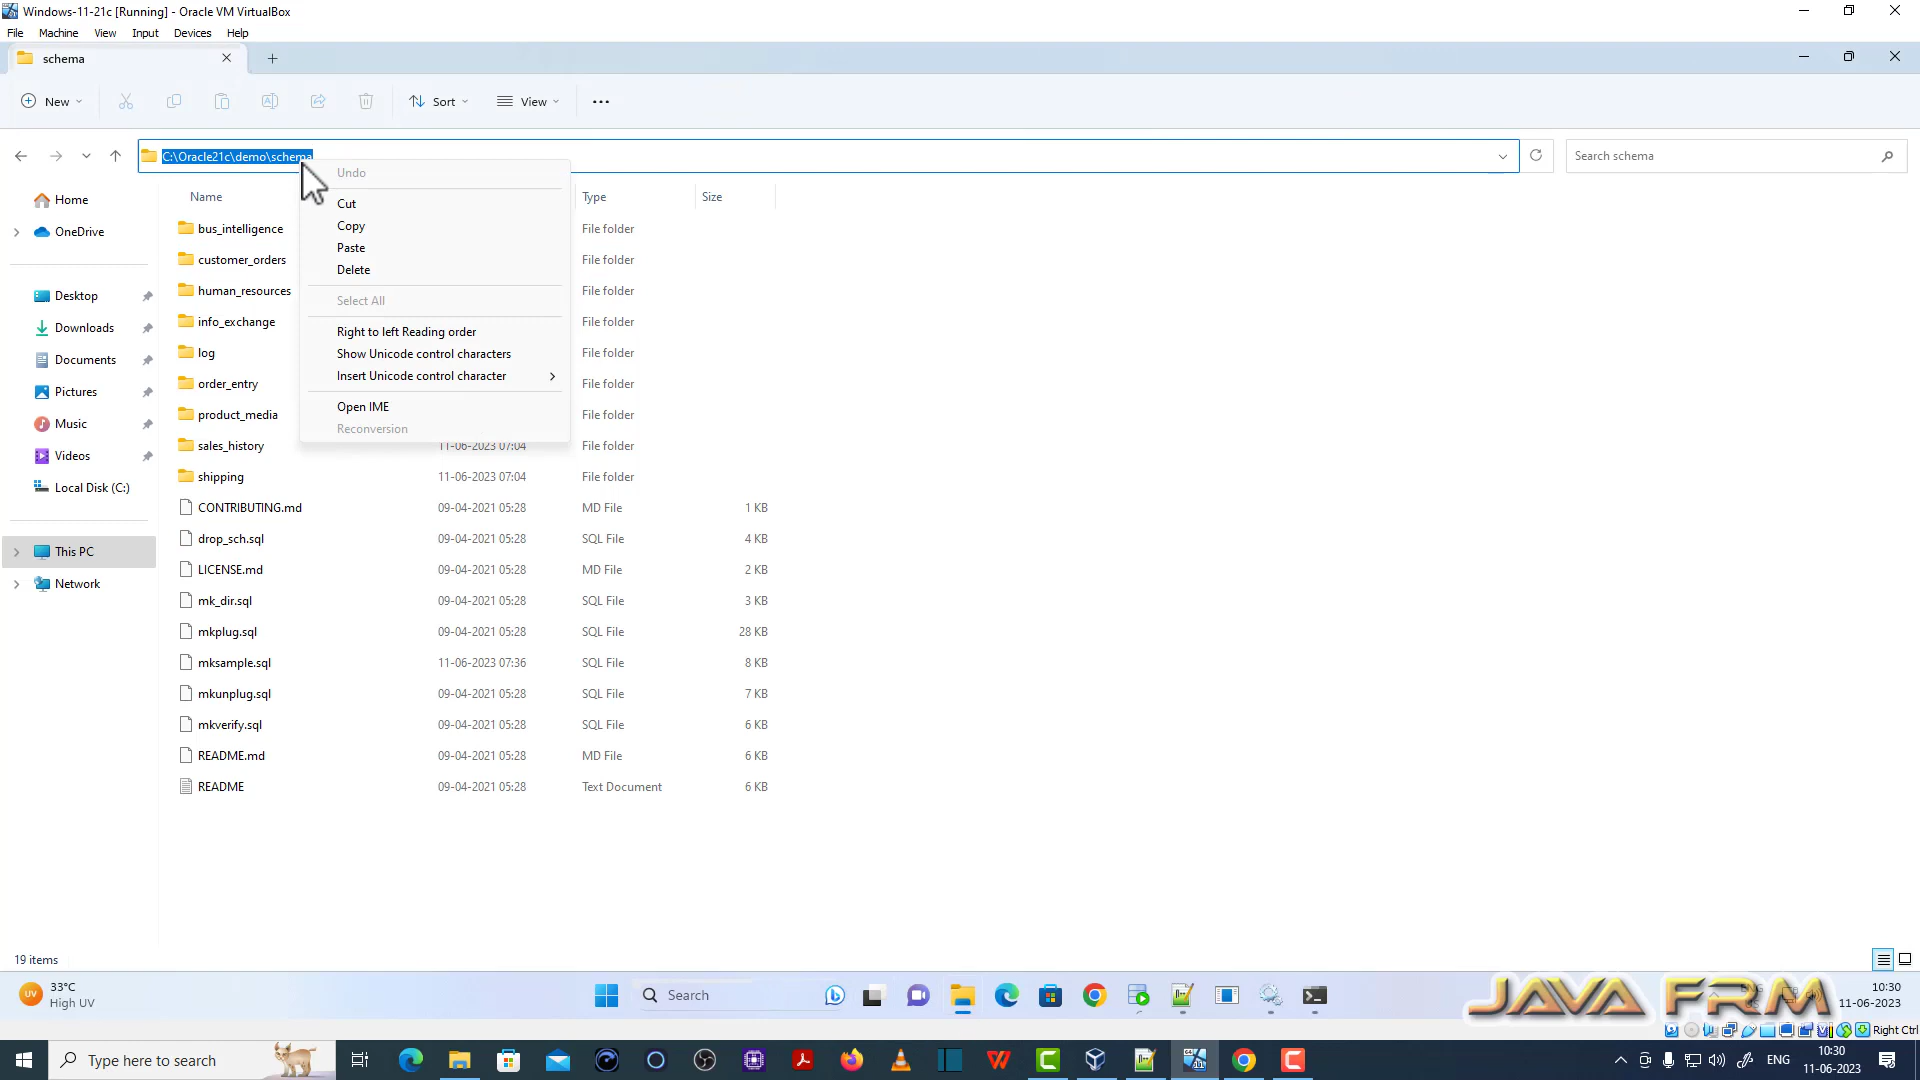 Windows-11-21c [Running] - Oracle VM VirtualBox
File Machine View Input Devices Help
schema
New Sort View
C:\Oracle21c\demo\schema
Search schema
Name Type Size
Undo
Cut
Copy
Paste
Delete
Select All
Right to left Reading order
Show Unicode control characters
Insert Unicode control character
Open IME
Reconversion
Home
OneDrive
Desktop
Downloads
Documents
Pictures
Music
Videos
Local Disk (C:)
This PC
Network
bus_intelligence File folder
customer_orders File folder
human_resources File folder
info_exchange File folder
log File folder
order_entry File folder
product_media File folder
sales_history 11-06-2023 07:04 File folder
shipping 11-06-2023 07:04 File folder
CONTRIBUTING.md 09-04-2021 05:28 MD File 1 KB
drop_sch.sql 09-04-2021 05:28 SQL File 4 KB
LICENSE.md 09-04-2021 05:28 MD File 2 KB
mk_dir.sql 09-04-2021 05:28 SQL File 3 KB
mkplug.sql 09-04-2021 05:28 SQL File 28 KB
mksample.sql 11-06-2023 07:36 SQL File 8 KB
mkunplug.sql 09-04-2021 05:28 SQL File 7 KB
mkverify.sql 09-04-2021 05:28 SQL File 6 KB
README.md 09-04-2021 05:28 MD File 6 KB
README 09-04-2021 05:28 Text Document 6 KB
19 items
33°C
High UV
UV
Search
JAVA FRM
10:30
11-06-2023
Right Ctrl
Type here to search
ENG
10:30
11-06-2023